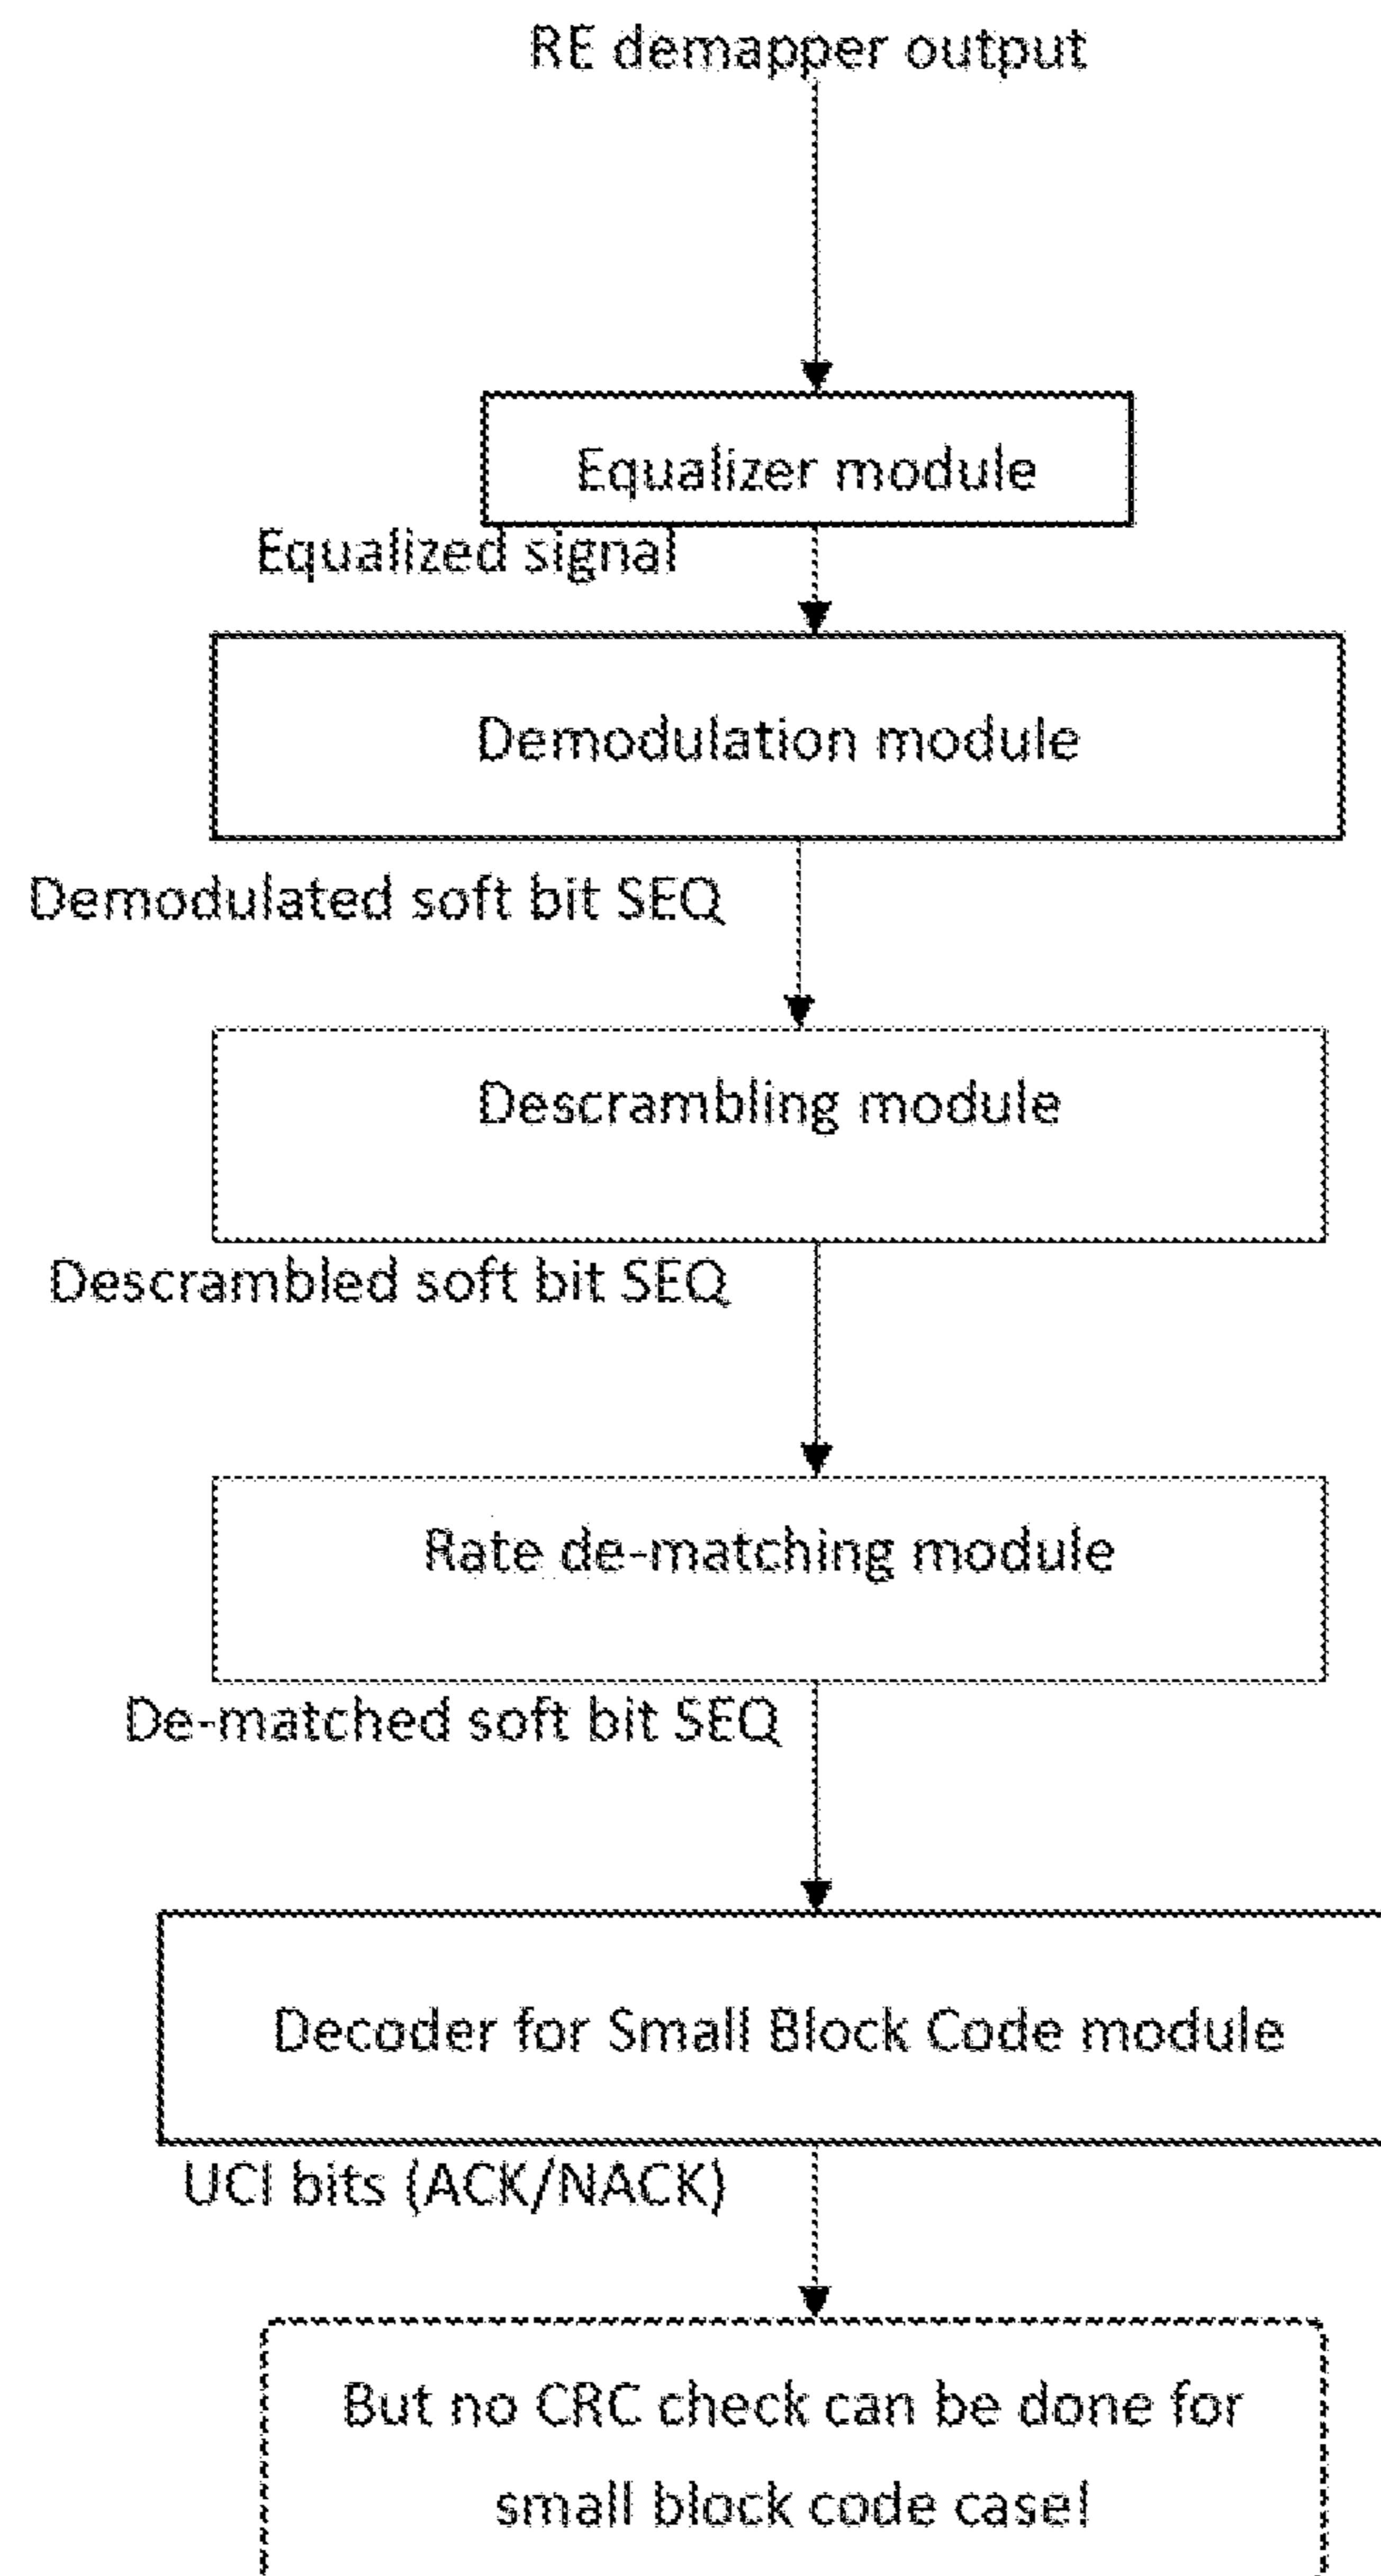 RE demapper output
Equalizer module
Equalized signal
Demodulation module
Demodulated soft bit SEQ
Descrambling module
Descrambled soft bit SEQ
Rate de-matching module
De-matched soft bit SEQ
Decoder for Small Block Code module
UCI bits (ACK/NACK)
But no CRC check can be done for
small block code case!